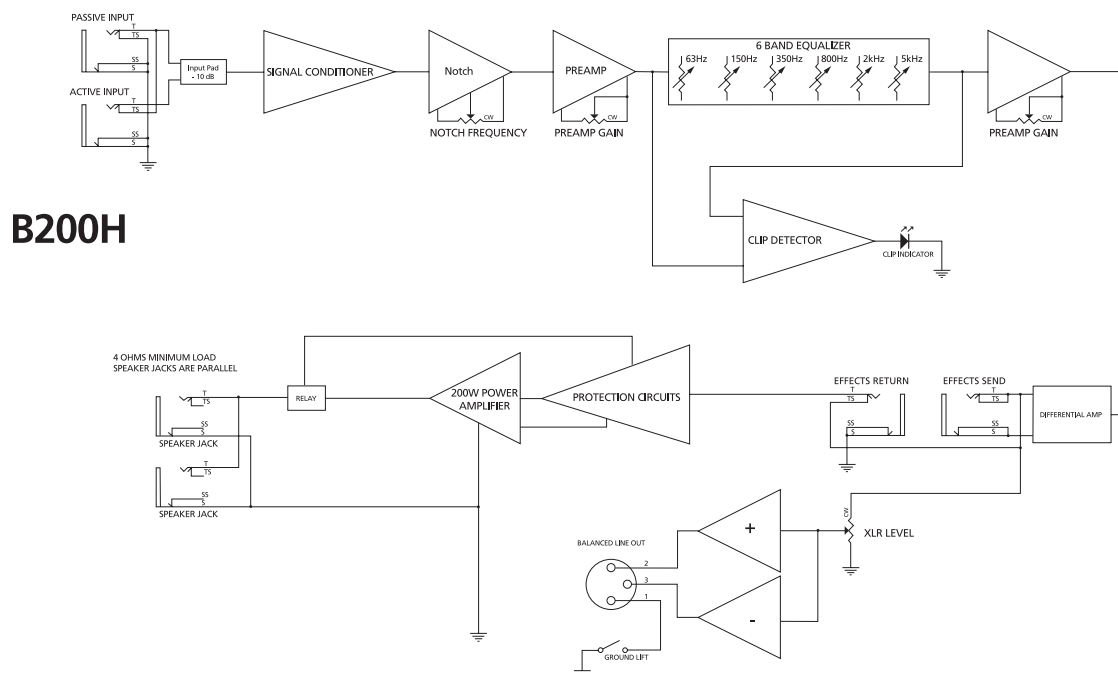 PASSIVE INPUT
T
TS
SS
S
ACTIVE INPUT
T
TS
SS
S
Input Pad
- 10 dB
SIGNAL CONDITIONER
Notch
CW
NOTCH FREQUENCY
PREAMP
CW
PREAMP GAIN
6 BAND EQUALIZER
63Hz
150Hz
350Hz
800Hz
2kHz
5kHz
CW
PREAMP GAIN
CLIP DETECTOR
CLIP INDICATOR
B200H
4 OHMS MINIMUM LOAD
SPEAKER JACKS ARE PARALLEL
T
TS
SS
S
SPEAKER JACK
T
TS
SS
S
SPEAKER JACK
RELAY
200W POWER
AMPLIFIER
PROTECTION CIRCUITS
EFFECTS RETURN
T
TS
SS
S
EFFECTS SEND
T
TS
SS
S
DIFFERENTIAL AMP
CW
XLR LEVEL
+
-
BALANCED LINE OUT
2
3
1
GROUND LIFT